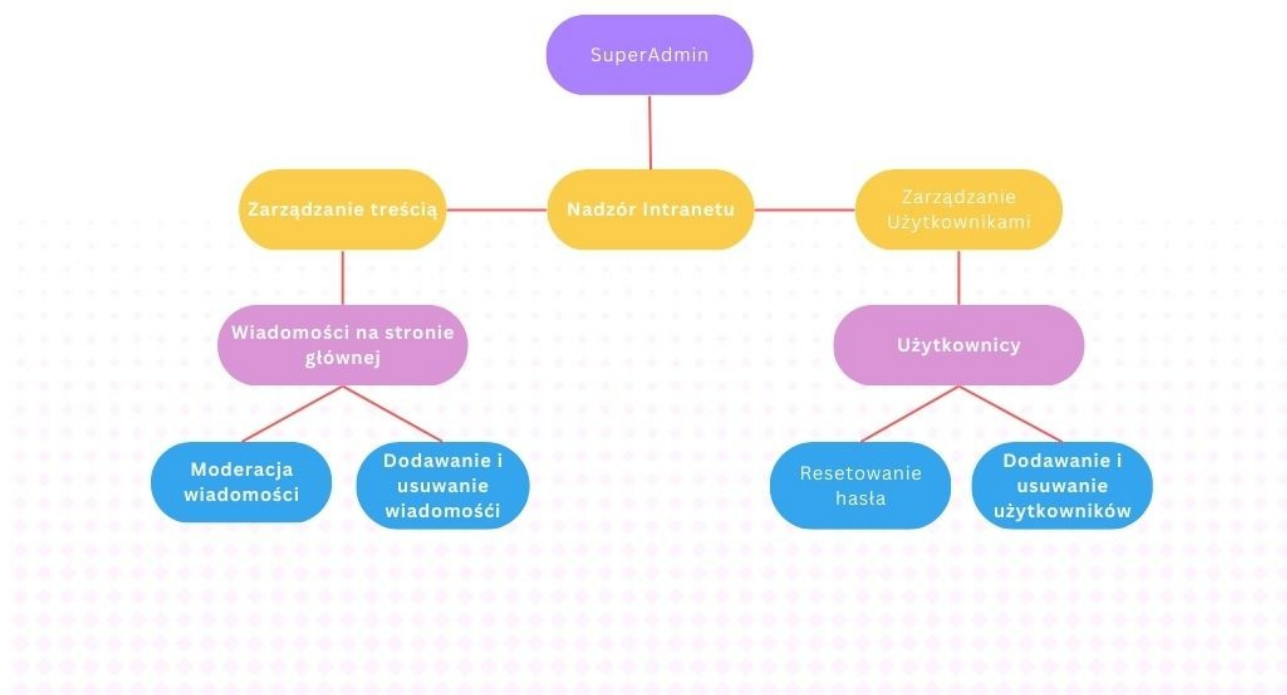 SuperAdmin
Zarządzanie treścią
Nadzór Intranetu
Zarządzanie
Użytkownikami
Wiadomości na stronie
głównej
Użytkownicy
Moderacja
wiadomości
Dodawanie i
usuwanie
wiadomośći
Resetowanie
hasła
Dodawanie i
usuwanie
użytkowników